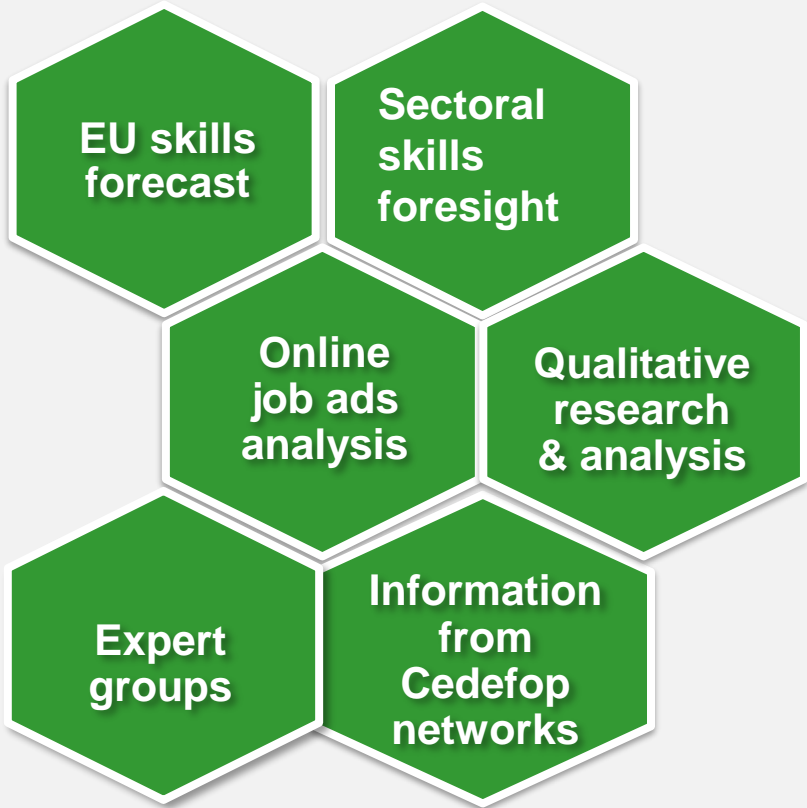 EU skills
forecast
Sectoral
skills
foresight
Online
job ads
analysis
Qualitative
research
& analysis
Expert
groups
Information
from
Cedefop
networks